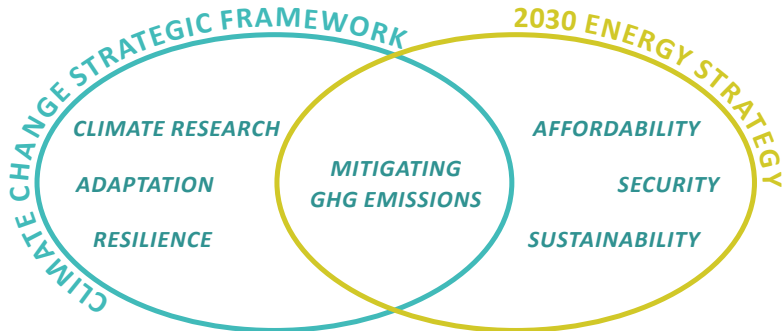 CLIMATE CHANGE STRATEGIC FRAMEWORK
2030 ENERGY STRATEGY
CLIMATE RESEARCH
ADAPTATION
RESILIENCE
MITIGATING
GHG EMISSIONS
AFFORDABILITY
SECURITY
SUSTAINABILITY